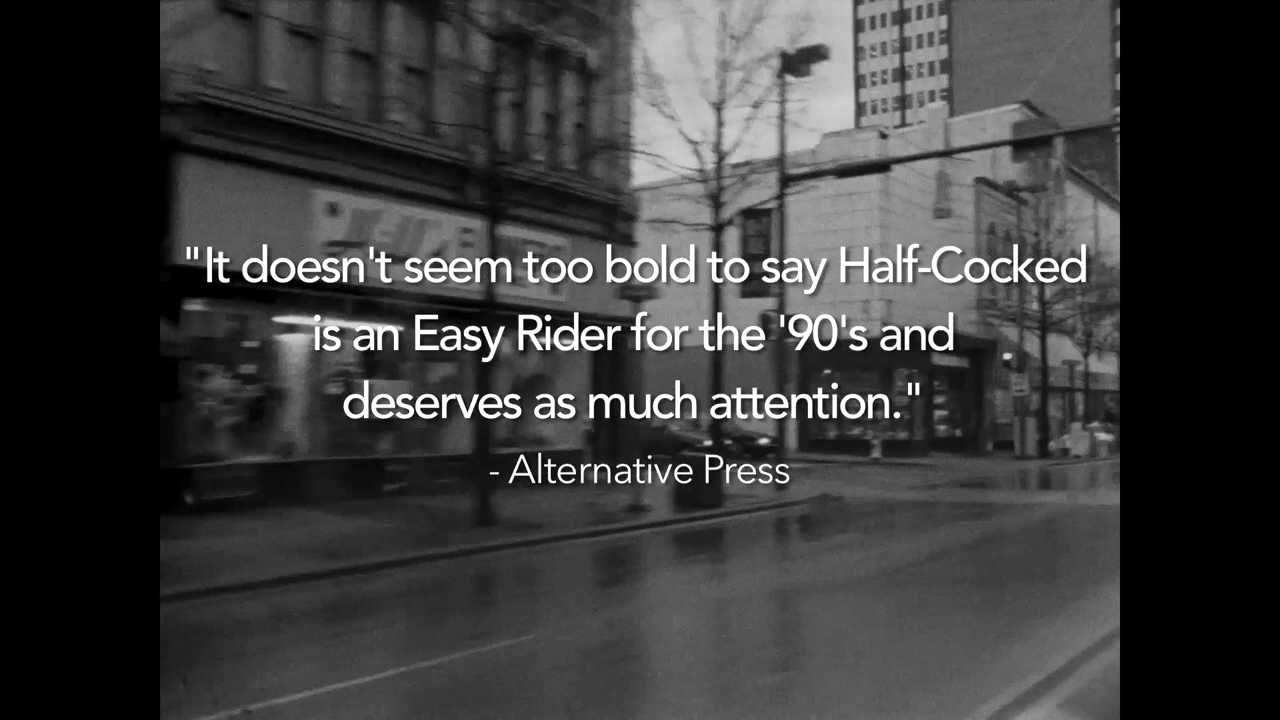 "It doesn't seem too bold to say Half-Cocked
is an Easy Rider for the '90's and
deserves as much attention."
- Alternative Press